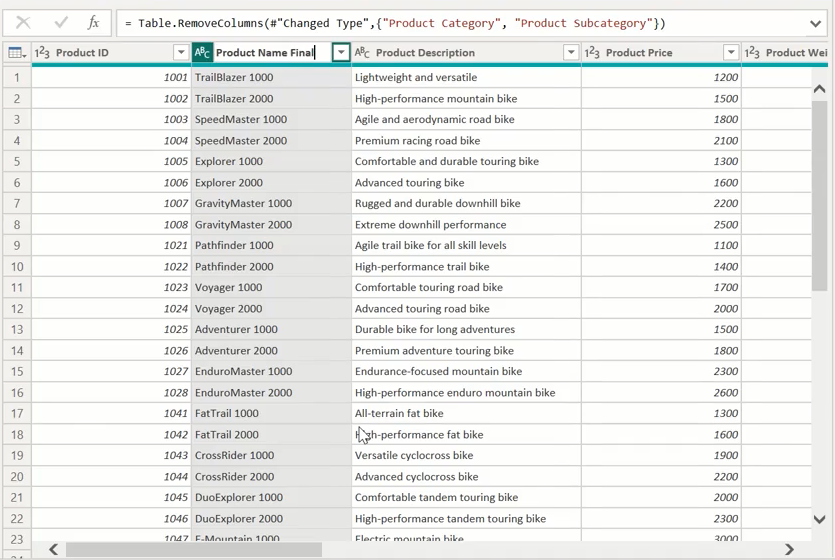 fx = Table.RemoveColumns(#"Changed Type",{"Product Category", "Product Subcategory"})
1²3 Product ID ABC Product Name Final ABC Product Description 1²3 Product Price 1²3 Product Wei
1 1001 TrailBlazer 1000 Lightweight and versatile 1200
2 1002 TrailBlazer 2000 High-performance mountain bike 1500
3 1003 SpeedMaster 1000 Agile and aerodynamic road bike 1800
4 1004 SpeedMaster 2000 Premium racing road bike 2100
5 1005 Explorer 1000 Comfortable and durable touring bike 1300
6 1006 Explorer 2000 Advanced touring bike 1600
7 1007 GravityMaster 1000 Rugged and durable downhill bike 2200
8 1008 GravityMaster 2000 Extreme downhill performance 2500
9 1021 Pathfinder 1000 Agile trail bike for all skill levels 1100
10 1022 Pathfinder 2000 High-performance trail bike 1400
11 1023 Voyager 1000 Comfortable touring road bike 1700
12 1024 Voyager 2000 Advanced touring road bike 2000
13 1025 Adventurer 1000 Durable bike for long adventures 1500
14 1026 Adventurer 2000 Premium adventure touring bike 1800
15 1027 EnduroMaster 1000 Endurance-focused mountain bike 2300
16 1028 EnduroMaster 2000 High-performance enduro mountain bike 2600
17 1041 FatTrail 1000 All-terrain fat bike 1300
18 1042 FatTrail 2000 High-performance fat bike 1600
19 1043 CrossRider 1000 Versatile cyclocross bike 1900
20 1044 CrossRider 2000 Advanced cyclocross bike 2200
21 1045 DuoExplorer 1000 Comfortable tandem touring bike 2000
22 1046 DuoExplorer 2000 High-performance tandem touring bike 2300
23 1047 E-Mountain 1000 Electric mountain bike 3000